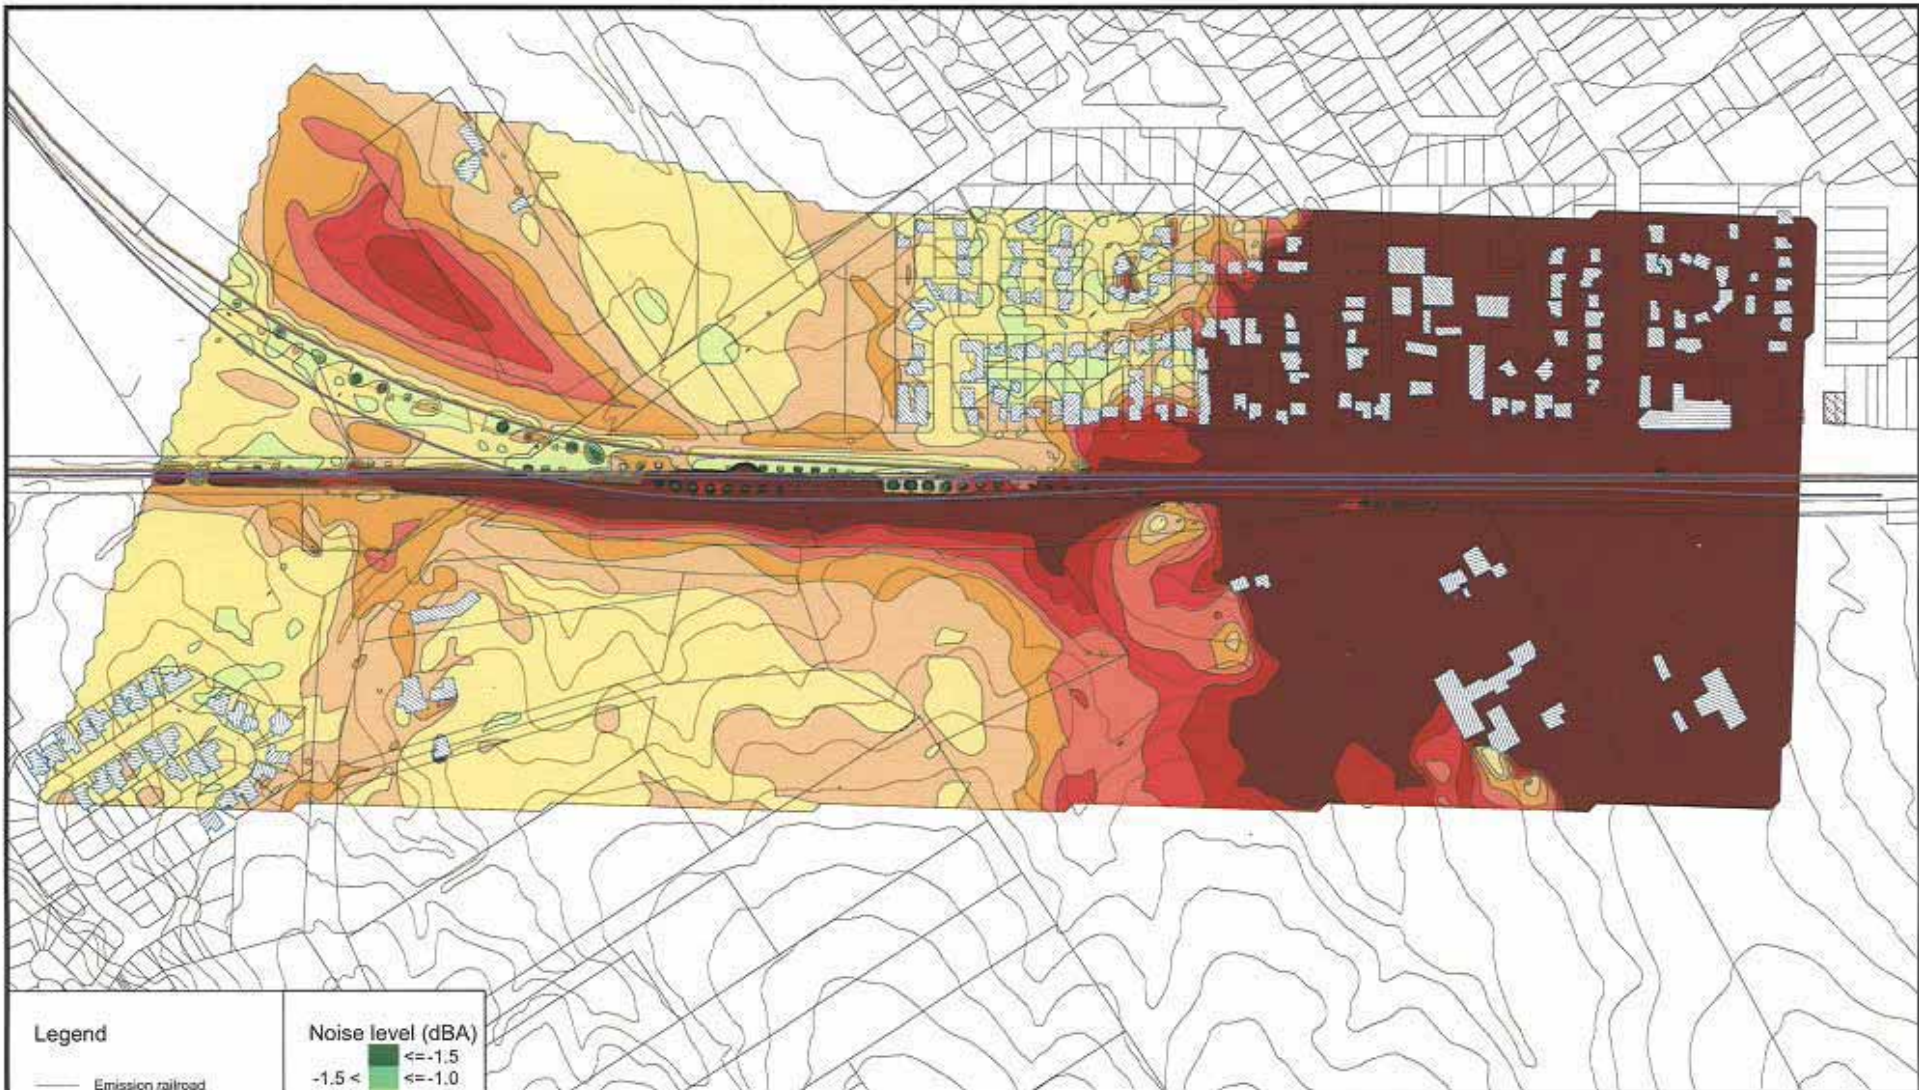 Legend
Noise level (dBA)
<=-1.5
-1.5 < <=-1.0
Emission railroad